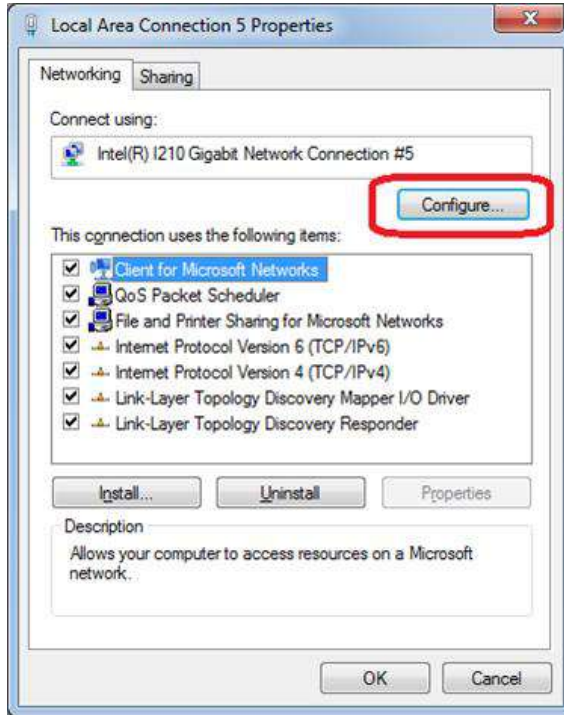 Local Area Connection 5 Properties
Networking
Sharing
Connect using:
Intel(R) I210 Gigabit Network Connection #5
Configure...
This connection uses the following items:
Client for Microsoft Networks
QoS Packet Scheduler
File and Printer Sharing for Microsoft Networks
Internet Protocol Version 6 (TCP/IPv6)
Internet Protocol Version 4 (TCP/IPv4)
Link-Layer Topology Discovery Mapper I/O Driver
Link-Layer Topology Discovery Responder
Install...
Uninstall
Properties
Description
Allows your computer to access resources on a Microsoft
network.
OK
Cancel